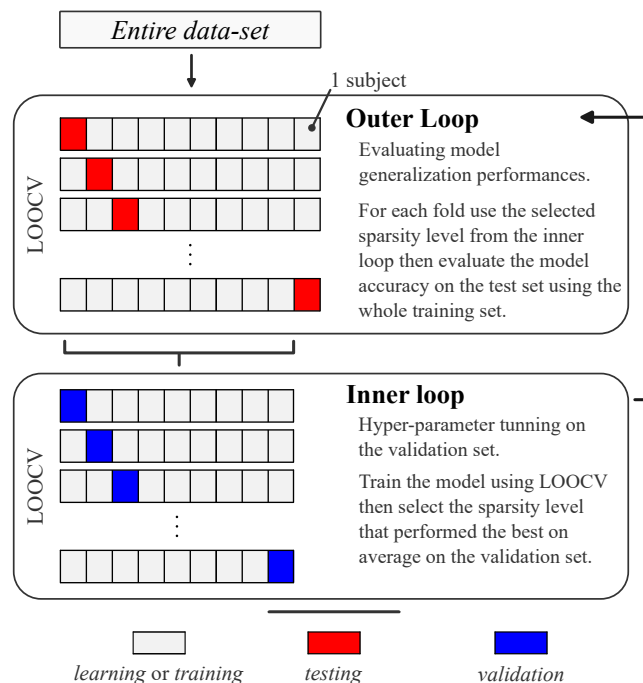 Entire data-set
1 subject
LOOCV
Outer Loop
Evaluating model
generalization performances.
For each fold use the selected
sparsity level from the inner
loop then evaluate the model
accuracy on the test set using the
whole training set.
LOOCV
Inner loop
Hyper-parameter tunning on
the validation set.
Train the model using LOOCV
then select the sparsity level
that performed the best on
average on the validation set.
learning or training
testing
validation